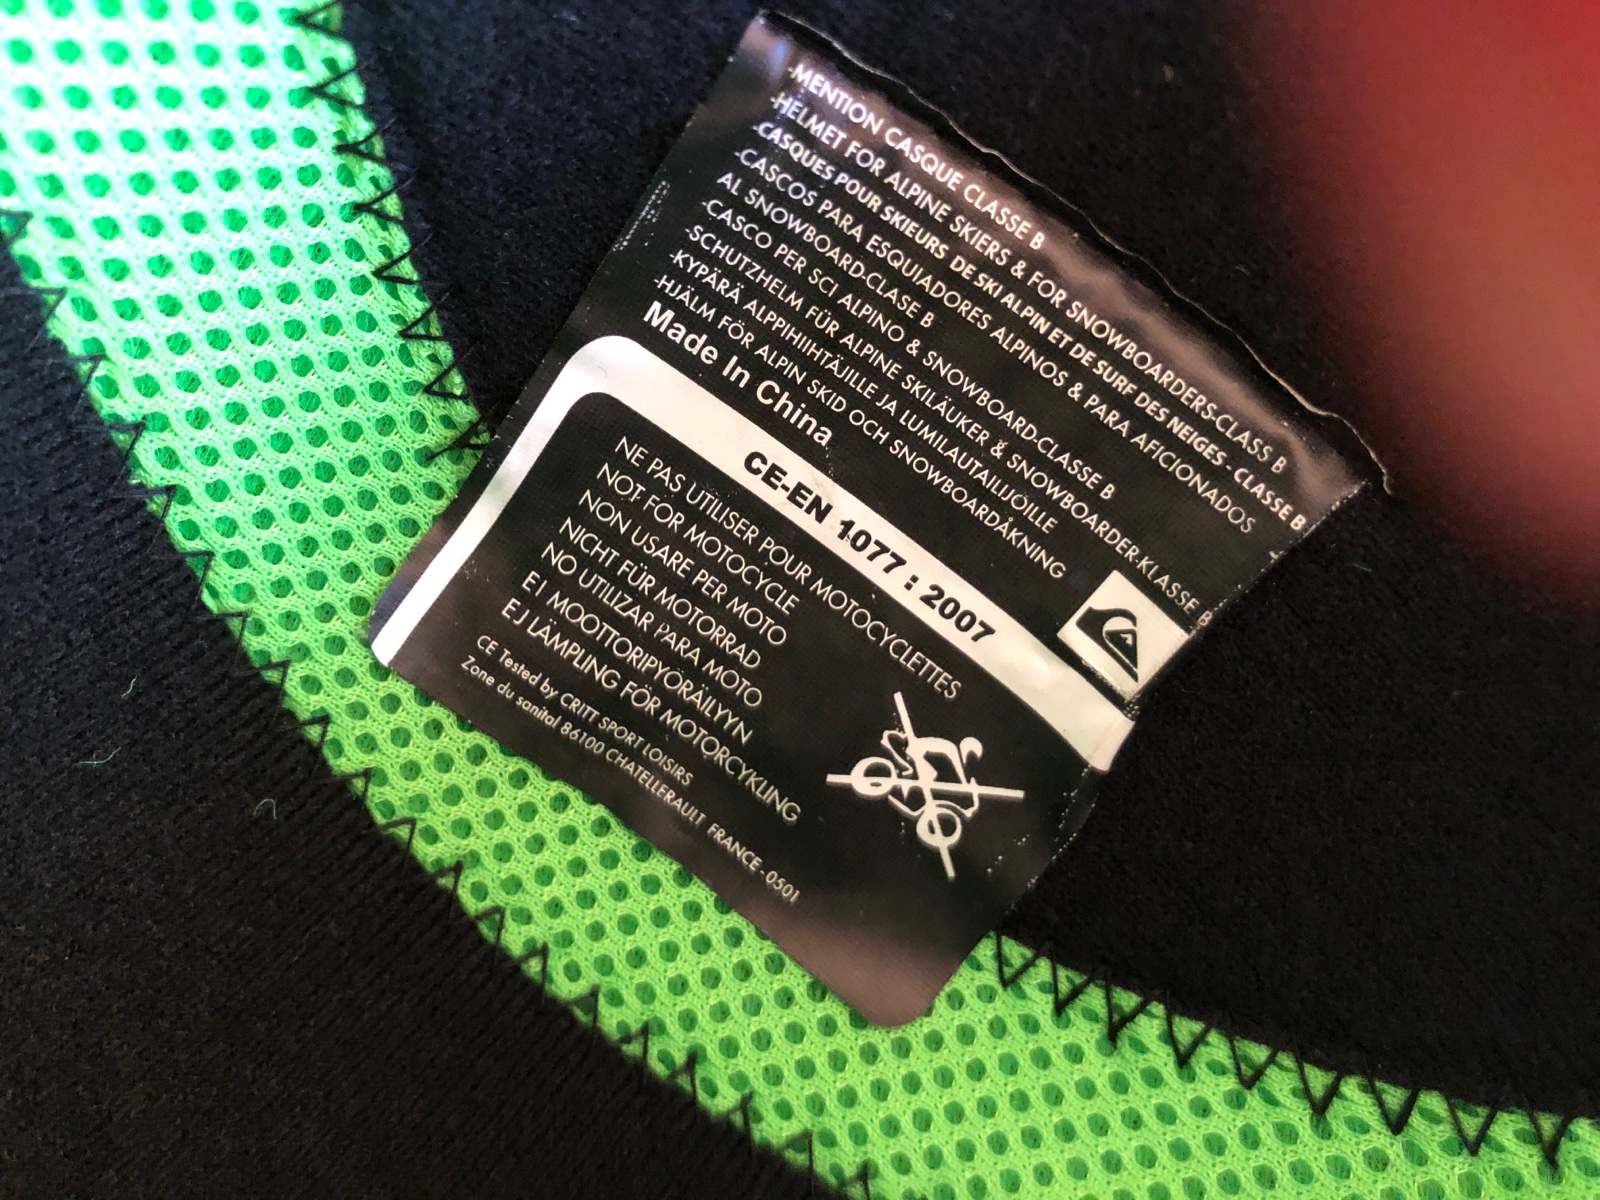 -MENTION CASQUE CLASSE B
-HELMET FOR ALPINE SKIERS & FOR SNOWBOARDERS-CLASS B
-CASQUES POUR SKIEURS DE SKI ALPIN ET DE SURF DES NEIGES - CLASSE B
-CASCOS PARA ESQUIADORES ALPINOS & PARA AFICIONADOS
AL SNOWBOARD-CLASE B
-CASCO PER SCI ALPINO & SNOWBOARD-CLASSE B
-SCHUTZHELM FÜR ALPINE SKILÄUKER & SNOWBOARDER-KLASSE B
-KYPÄRÄ ALPPIHIIHTÄJILLE JA LUMILAUTAILIJÖILLE
-HJÄLM FÖR ALPIN SKID OCH SNOWBOARDÅKNING
Made In China
CE-EN 1077 : 2007
NE PAS UTILISER POUR MOTOCYCLETTES
NOT FOR MOTOCYCLE
NON USARE PER MOTO
NICHT FÜR MOTORRAD
NO UTILIZAR PARA MOTO
EI MOOTTORIPYÖRÄILYYN
EJ LÄMPLING FÖR MOTORCYKLING
CE Tested by CRITT SPORT LOISIRS
Zone du sanital 86100 CHATELLERAULT FRANCE - 0501